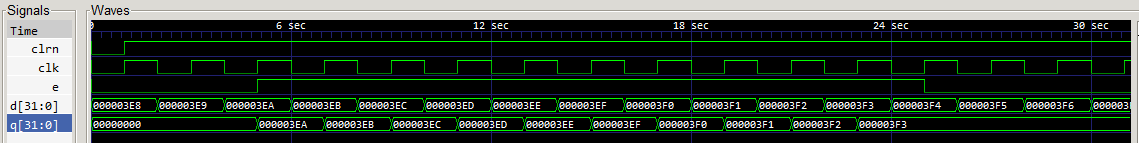 Signals
Waves
Time
0 6 sec 12 sec 18 sec 24 sec 30 sec
clrn
clk
e
d[31:0] 000003E8 000003E9 000003EA 000003EB 000003EC 000003ED 000003EE 000003EF 000003F0 000003F1 000003F2 000003F3 000003F4 000003F5 000003F6
q[31:0] 00000000 000003EA 000003EB 000003EC 000003ED 000003EE 000003EF 000003F0 000003F1 000003F2 000003F3